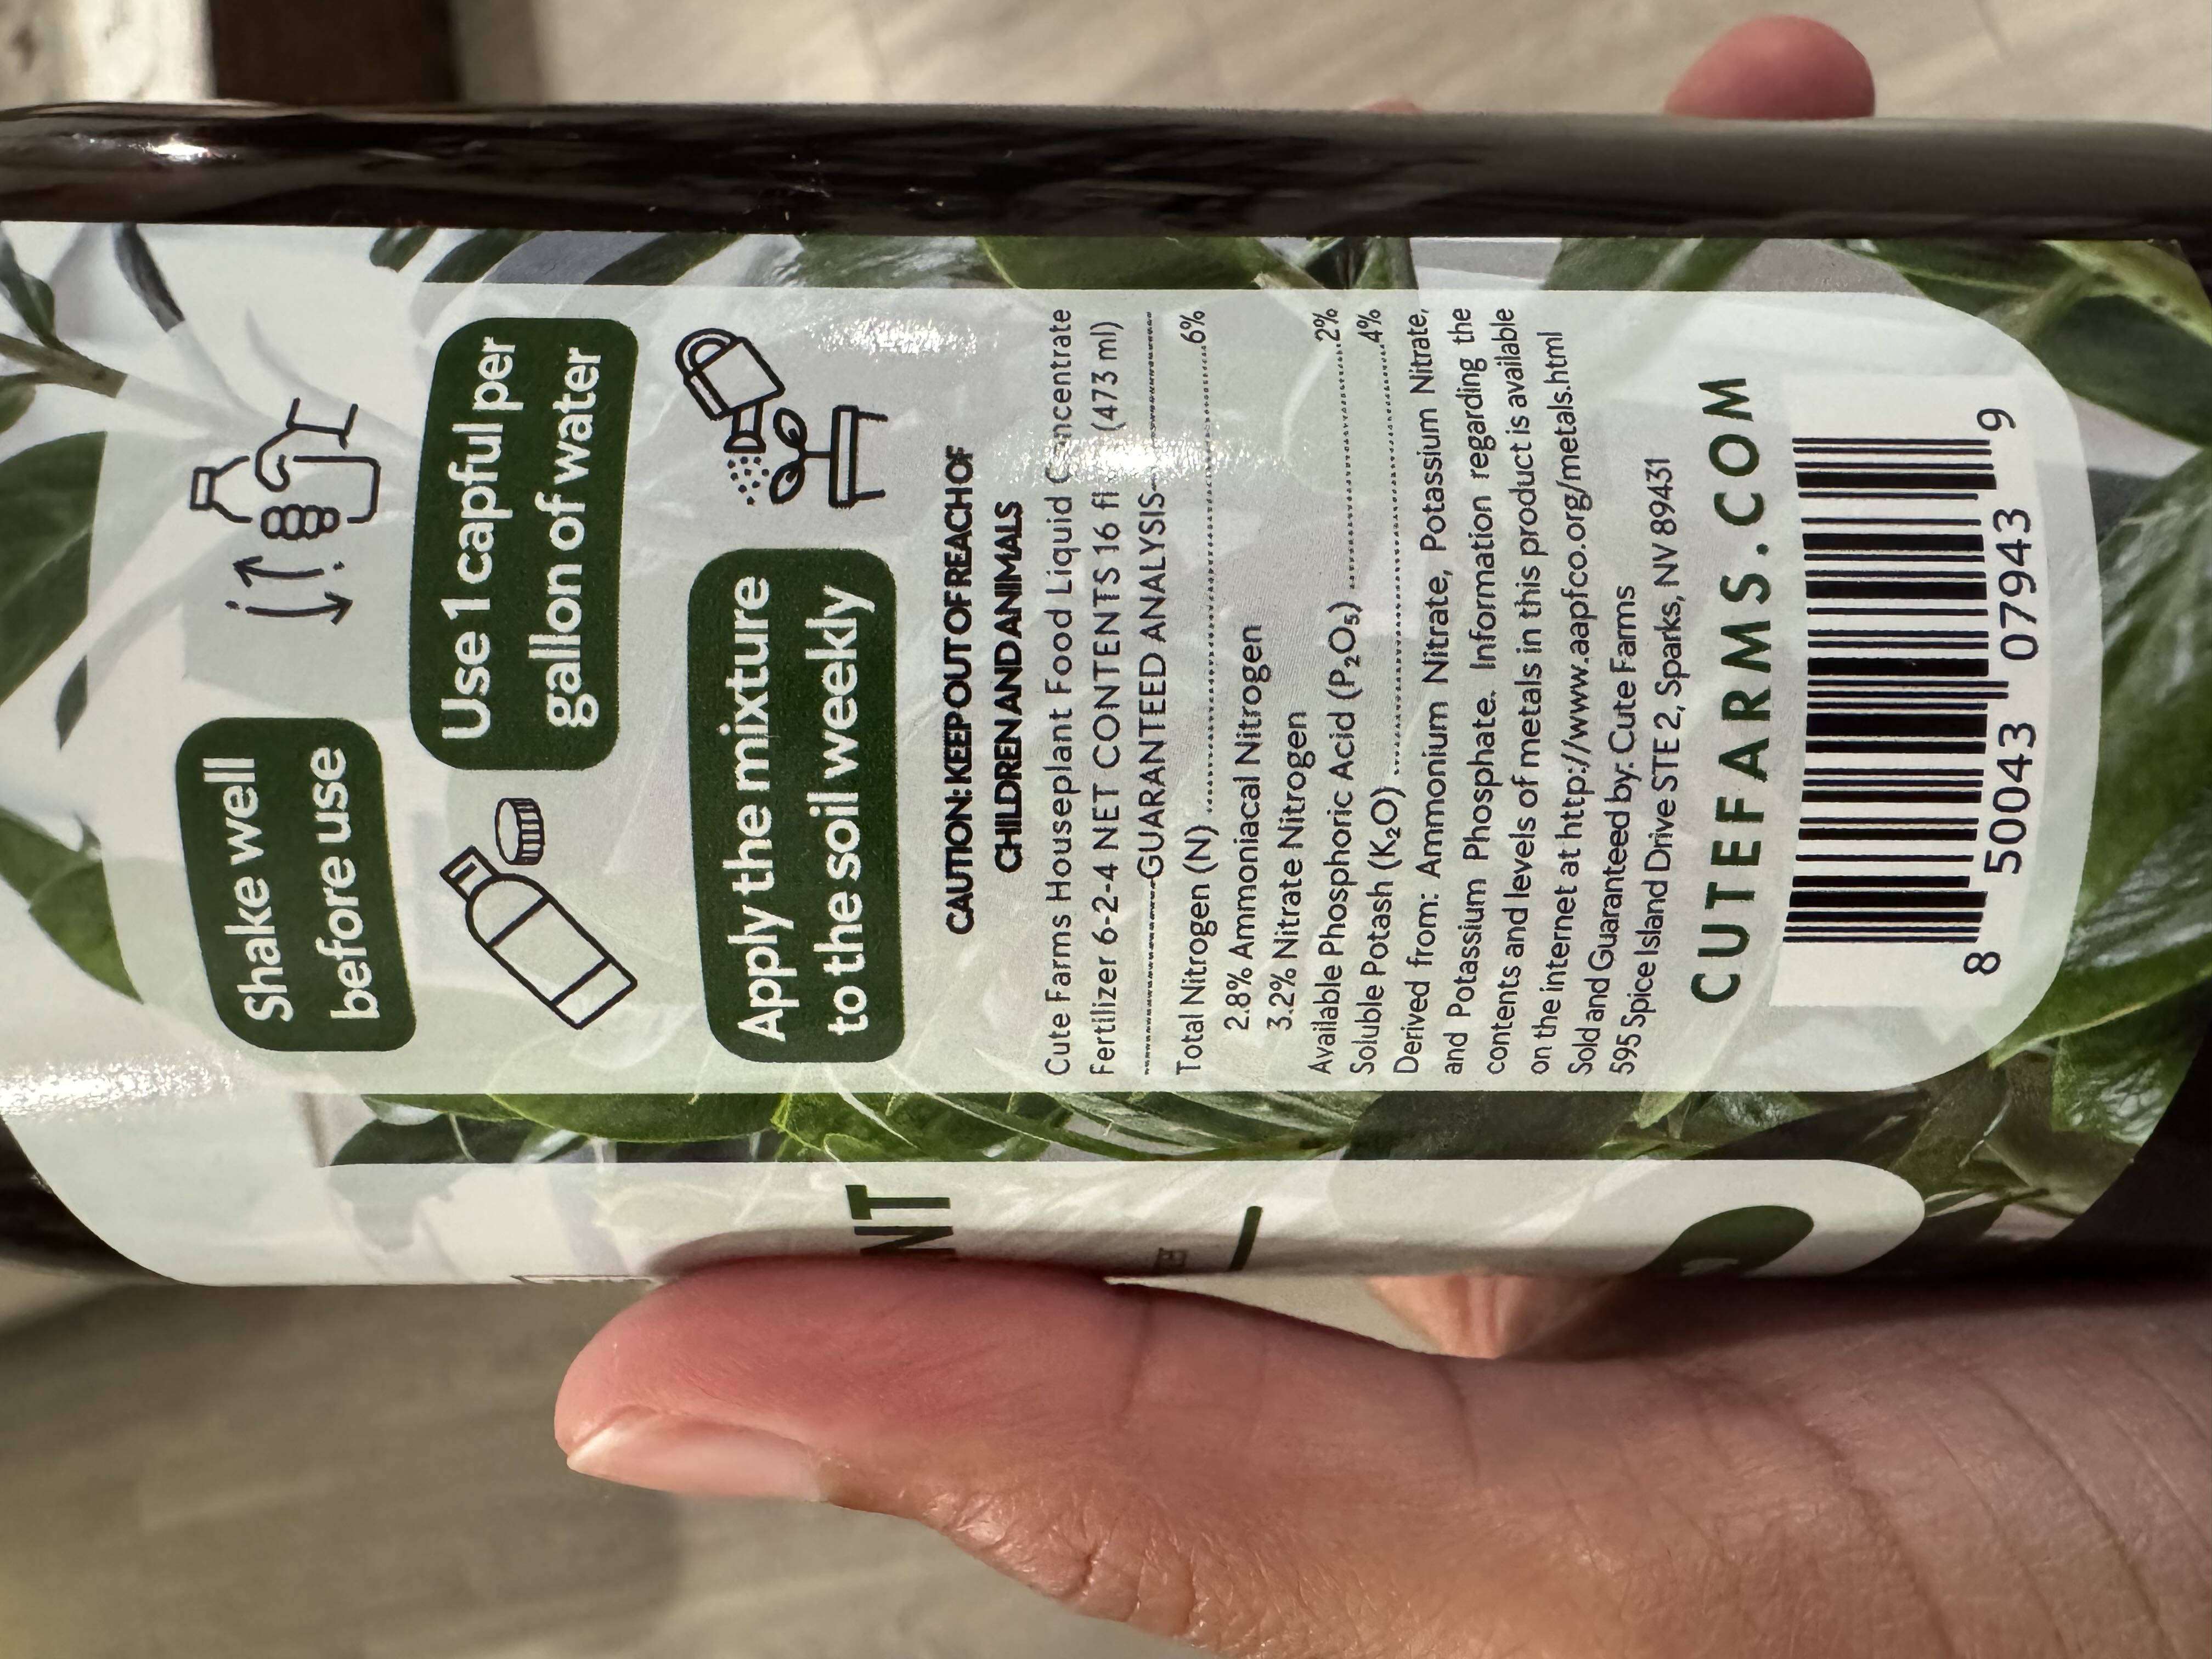 Shake well
before use
Use 1 capful per
gallon of water
Apply the mixture
to the soil weekly
CAUTION: KEEP OUT OF REACH OF
CHILDREN AND ANIMALS
Cute Farms Houseplant Food Liquid Concentrate
Fertilizer 6-2-4 NET CONTENTS 16 fl (473 ml)
GUARANTEED ANALYSIS
Total Nitrogen (N) 6%
2.8% Ammoniacal Nitrogen
3.2% Nitrate Nitrogen
Available Phosphoric Acid (P₂O₅) 2%
Soluble Potash (K₂O) 4%
Derived from: Ammonium Nitrate, Potassium Nitrate,
and Potassium Phosphate. Information regarding the
contents and levels of metals in this product is available
on the internet at http://www.aapfco.org/metals.html
Sold and Guaranteed by: Cute Farms
595 Spice Island Drive STE 2, Sparks, NV 89431
CUTEFARMS.COM
8 50043 07943 9
NT